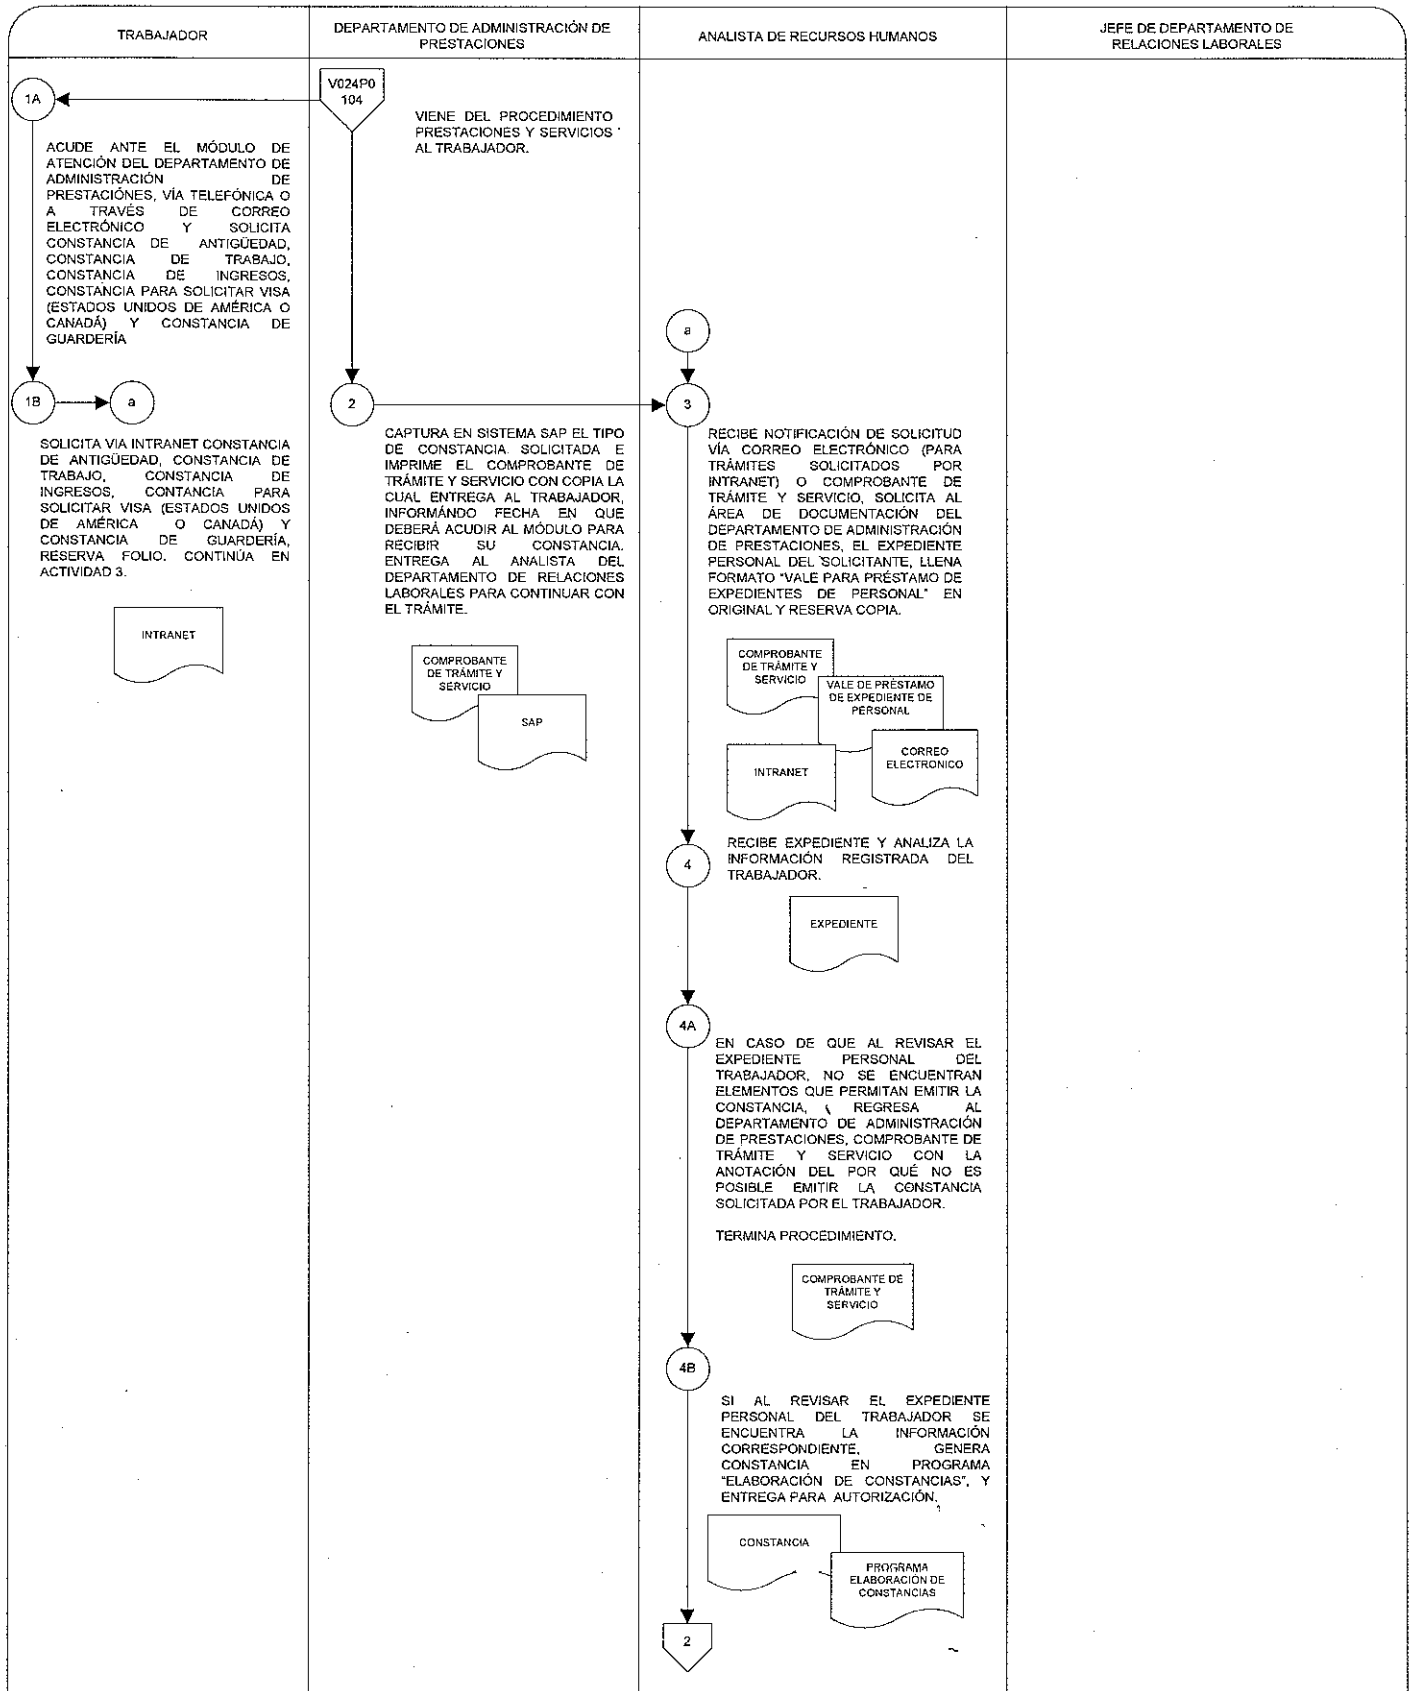 TRABAJADOR
DEPARTAMENTO DE ADMINISTRACIÓN DE
PRESTACIONES
ANALISTA DE RECURSOS HUMANOS
JEFE DE DEPARTAMENTO DE
RELACIONES LABORALES
1A
V024P0
104
VIENE DEL PROCEDIMIENTO
PRESTACIONES Y SERVICIOS
AL TRABAJADOR.
ACUDE ANTE EL MÓDULO DE
ATENCIÓN DEL DEPARTAMENTO DE
ADMINISTRACIÓN DE
PRESTACIÓNES, VÍA TELEFÓNICA O
A TRAVÉS DE CORREO
ELECTRÓNICO Y SOLICITA
CONSTANCIA DE ANTIGÜEDAD,
CONSTANCIA DE TRABAJO,
CONSTANCIA DE INGRESOS,
CONSTANCIA PARA SOLICITAR VISA
(ESTADOS UNIDOS DE AMÉRICA O
CANADÁ) Y CONSTANCIA DE
GUARDERÍA
a
1B
a
2
3
SOLICITA VIA INTRANET CONSTANCIA
DE ANTIGÜEDAD, CONSTANCIA DE
TRABAJO, CONSTANCIA DE
INGRESOS, CONTANCIA PARA
SOLICITAR VISA (ESTADOS UNIDOS
DE AMÉRICA O CANADÁ) Y
CONSTANCIA DE GUARDERÍA,
RESERVA FOLIO. CONTINÚA EN
ACTIVIDAD 3.
INTRANET
CAPTURA EN SISTEMA SAP EL TIPO
DE CONSTANCIA SOLICITADA E
IMPRIME EL COMPROBANTE DE
TRÁMITE Y SERVICIO CON COPIA LA
CUAL ENTREGA AL TRABAJADOR,
INFORMÁNDO FECHA EN QUE
DEBERÁ ACUDIR AL MÓDULO PARA
RECIBIR SU CONSTANCIA.
ENTREGA AL ANALISTA DEL
DEPARTAMENTO DE RELACIONES
LABORALES PARA CONTINUAR CON
EL TRÁMITE.
COMPROBANTE
DE TRÁMITE Y
SERVICIO
SAP
RECIBE NOTIFICACIÓN DE SOLICITUD
VÍA CORREO ELECTRÓNICO (PARA
TRÁMITES SOLICITADOS POR
INTRANET) O COMPROBANTE DE
TRÁMITE Y SERVICIO, SOLICITA AL
ÁREA DE DOCUMENTACIÓN DEL
DEPARTAMENTO DE ADMINISTRACIÓN
DE PRESTACIONES, EL EXPEDIENTE
PERSONAL DEL SOLICITANTE, LLENA
FORMATO "VALE PARA PRÉSTAMO DE
EXPEDIENTES DE PERSONAL" EN
ORIGINAL Y RESERVA COPIA.
COMPROBANTE
DE TRÁMITE Y
SERVICIO
VALE DE PRÉSTAMO
DE EXPEDIENTE DE
PERSONAL
INTRANET
CORREO
ELECTRONICO
4
RECIBE EXPEDIENTE Y ANALIZA LA
INFORMACIÓN REGISTRADA DEL
TRABAJADOR.
EXPEDIENTE
4A
EN CASO DE QUE AL REVISAR EL
EXPEDIENTE PERSONAL DEL
TRABAJADOR, NO SE ENCUENTRAN
ELEMENTOS QUE PERMITAN EMITIR LA
CONSTANCIA, REGRESA AL
DEPARTAMENTO DE ADMINISTRACIÓN
DE PRESTACIONES, COMPROBANTE DE
TRÁMITE Y SERVICIO CON LA
ANOTACIÓN DEL POR QUÉ NO ES
POSIBLE EMITIR LA CONSTANCIA
SOLICITADA POR EL TRABAJADOR.
TERMINA PROCEDIMIENTO.
COMPROBANTE DE
TRÁMITE Y
SERVICIO
4B
SI AL REVISAR EL EXPEDIENTE
PERSONAL DEL TRABAJADOR SE
ENCUENTRA LA INFORMACIÓN
CORRESPONDIENTE, GENERA
CONSTANCIA EN PROGRAMA
"ELABORACIÓN DE CONSTANCIAS", Y
ENTREGA PARA AUTORIZACIÓN.
CONSTANCIA
PROGRAMA
ELABORACIÓN DE
CONSTANCIAS
2